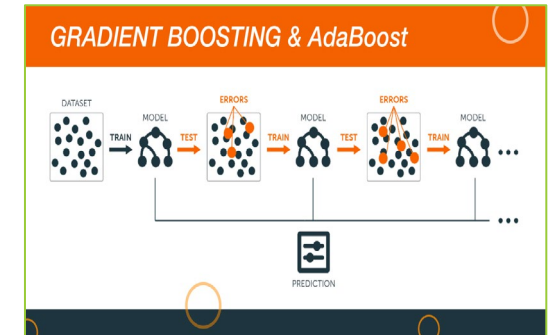 GRADIENT BOOSTING & AdaBoost
DATASET
TRAIN
MODEL
TEST
ERRORS
TRAIN
MODEL
TEST
ERRORS
TRAIN
MODEL
PREDICTION